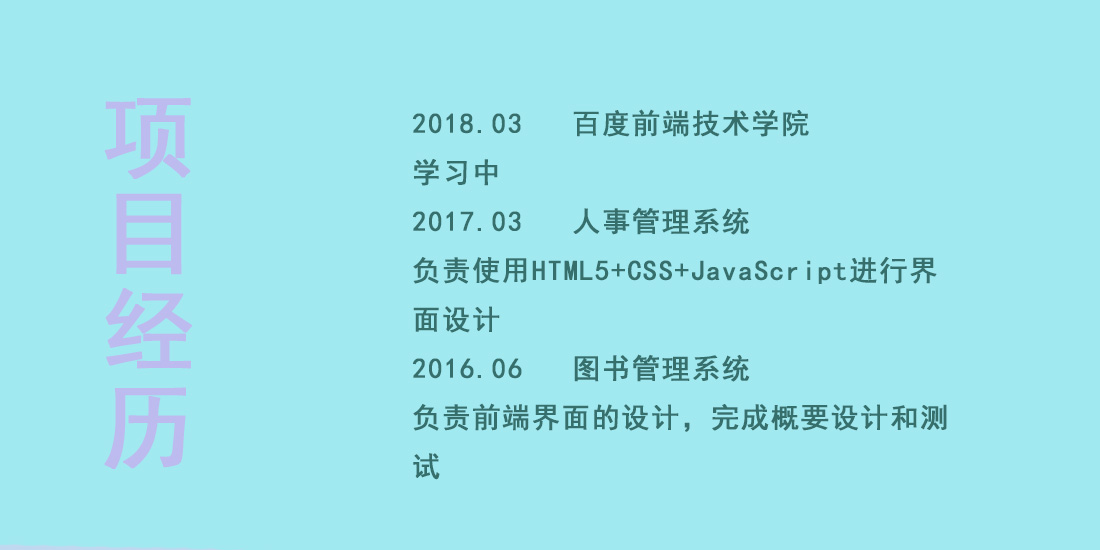 项目经历
2018.03 百度前端技术学院
学习中
2017.03 人事管理系统
负责使用HTML5+CSS+JavaScript进行界
面设计
2016.06 图书管理系统
负责前端界面的设计，完成概要设计和测
试